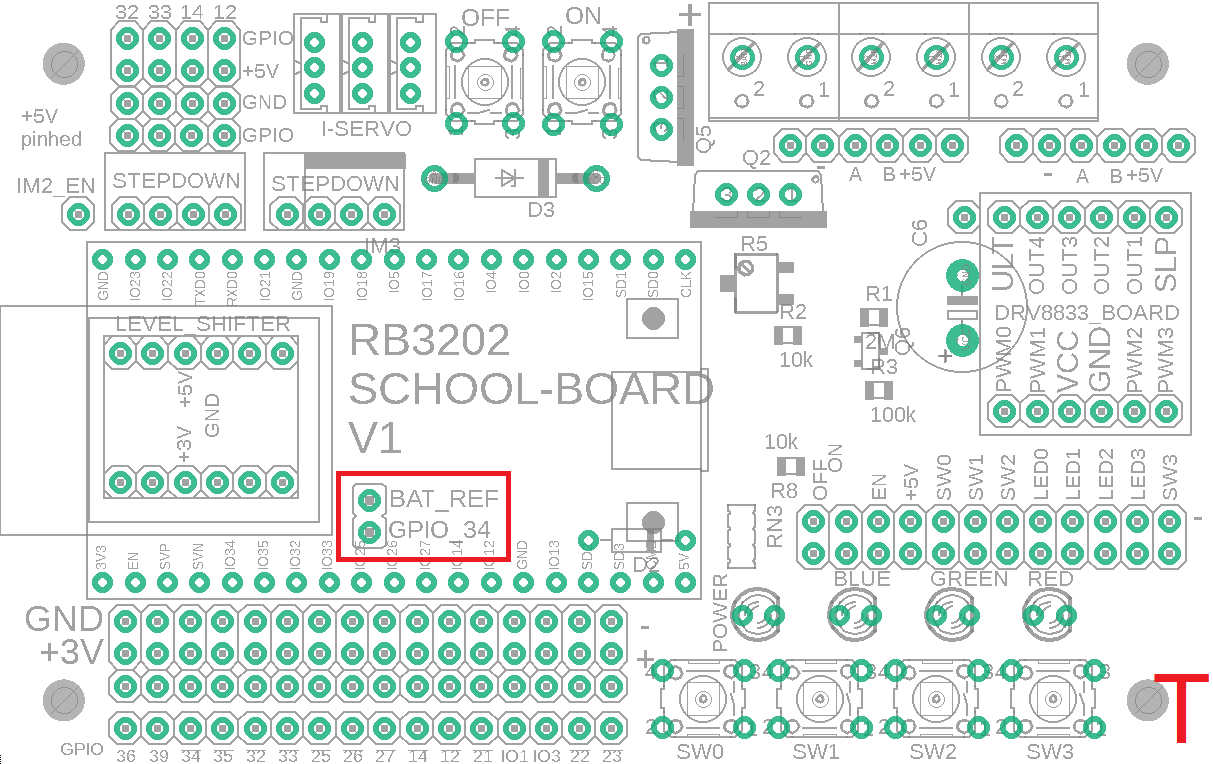 12 33 14 12
GPIO
+5V
GND
GPIO
+5V
pinhed
I-SERVO
OFF
ON
+
Q5
2 1 2 1 2 1
Q2
- A B +5V
- A B +5V
IM2_EN
STEPDOWN
STEPDOWN
IM3
D3
C6
R5
R2
10k
R1
2M
Q6
R3
100k
+
ULT OUT4 OUT3 OUT2 OUT1 SLP
DRV8833_BOARD
PWM0 PWM1 VCC GND PWM2 PWM3
GND IO23 IO22 TXD0 RXD0 IO21 GND IO19 IO18 IO5 IO17 IO16 IO4 IO0 IO2 IO15 SD1 SD0 CLK
LEVEL_SHIFTER
+5V
GND
+3V
RB3202
SCHOOL-BOARD
V1
BAT_REF
GPIO_34
3V3 EN SVP SVN IO34 IO35 IO32 IO33 IO25 IO26 IO27 IO14 IO12 GND IO13 SD3 5V
10k
R8
RN3
OFF ON EN +5V SW0 SW1 SW2 LED0 LED1 LED2 LED3 SW3
-
BLUE GREEN RED
POWER
GND
+3V
-
+
GPIO
36 39 34 35 32 33 25 26 27 14 12 21 IO1 IO3 22 23
SW0 SW1 SW2 SW3
T